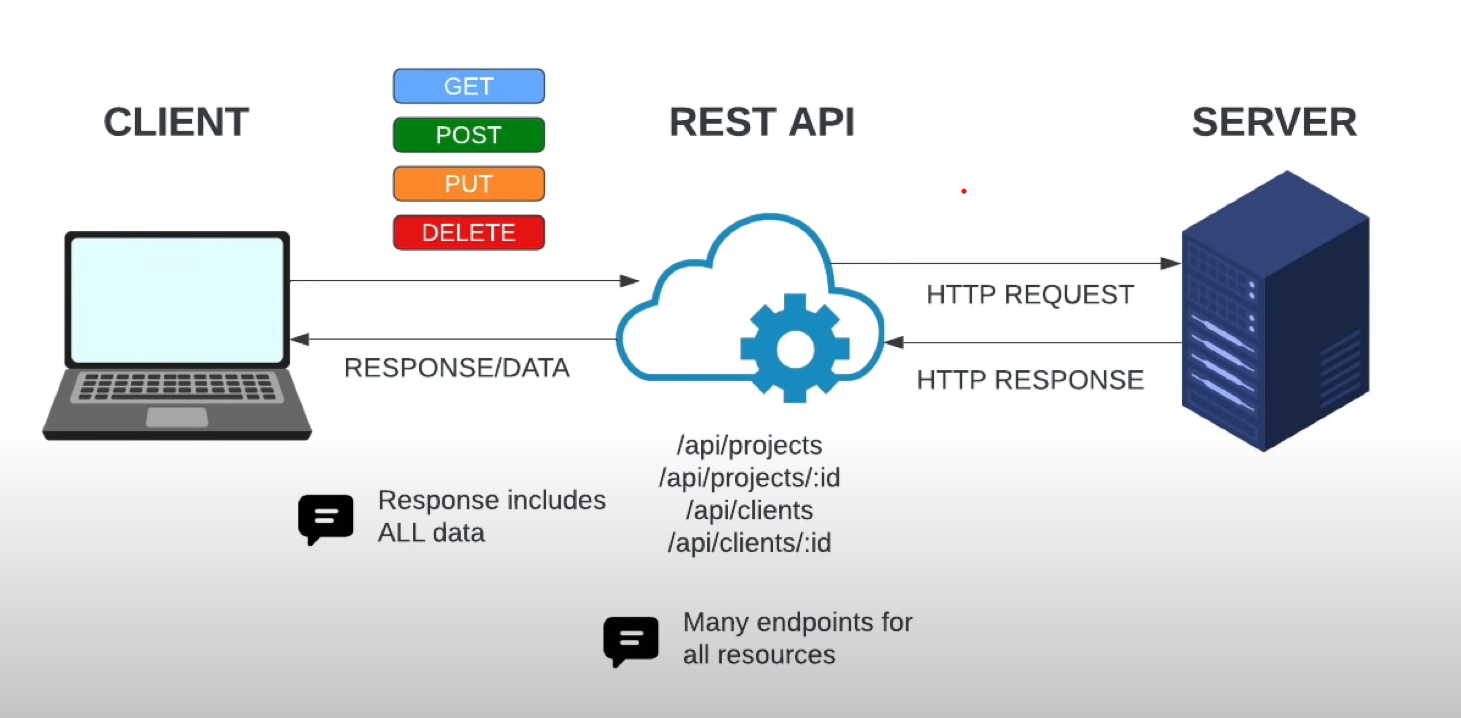 CLIENT
GET
POST
PUT
DELETE
REST API
SERVER
RESPONSE/DATA
HTTP REQUEST
HTTP RESPONSE
/api/projects
/api/projects/:id
/api/clients
/api/clients/:id
Response includes
ALL data
Many endpoints for
all resources